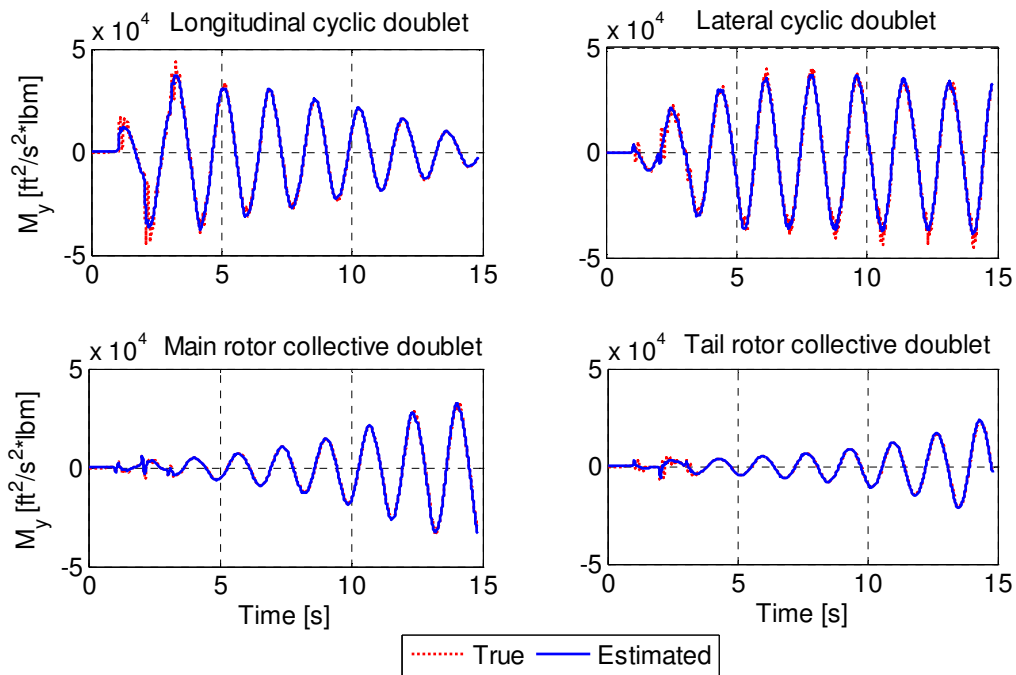 x 10^4 Longitudinal cyclic doublet
x 10^4 Lateral cyclic doublet
5
0
-5
M_y [ft^2/s^2*lbm]
0 5 10 15
5
0
-5
0 5 10 15
x 10^4 Main rotor collective doublet
x 10^4 Tail rotor collective doublet
5
0
-5
M_y [ft^2/s^2*lbm]
0 5 10 15
Time [s]
5
0
-5
0 5 10 15
Time [s]
True Estimated